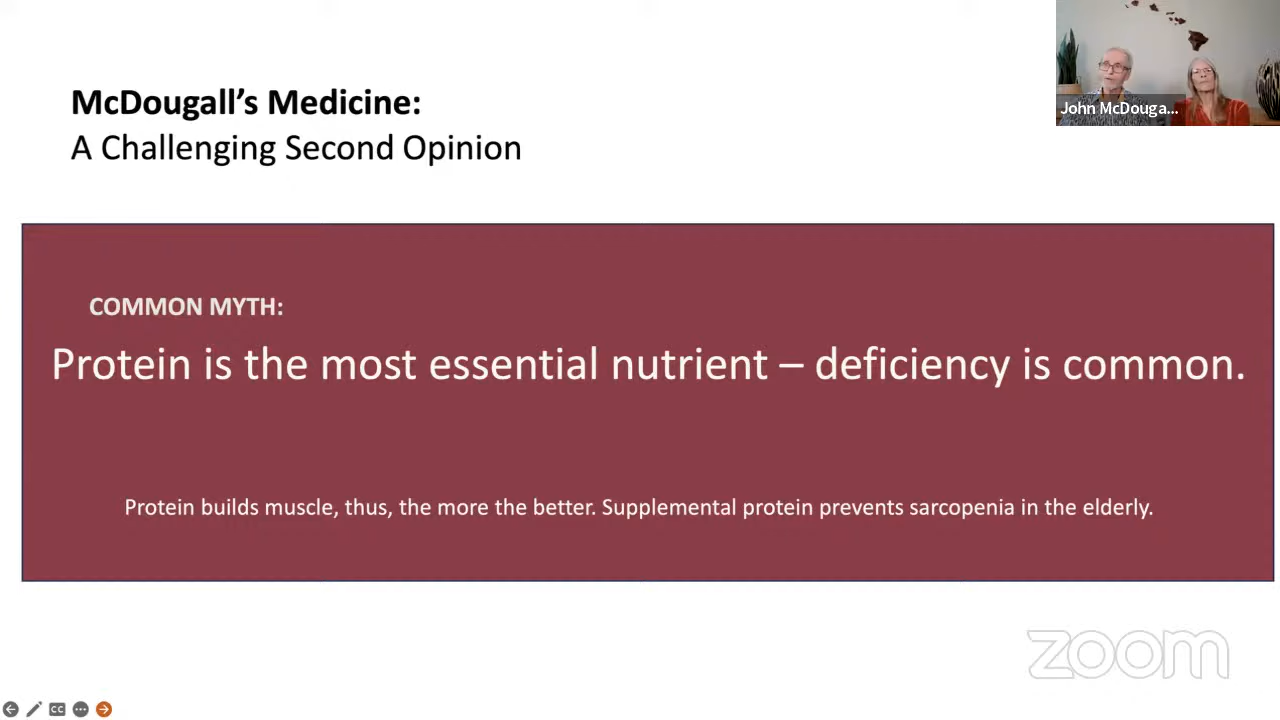 McDougall's Medicine:
A Challenging Second Opinion
John McDouga...
COMMON MYTH:
Protein is the most essential nutrient – deficiency is common.
Protein builds muscle, thus, the more the better. Supplemental protein prevents sarcopenia in the elderly.
zoom
CC